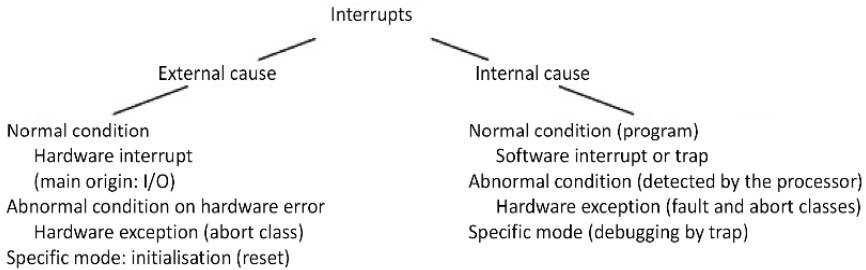 Interrupts
External cause
Internal cause
Normal condition
Hardware interrupt
(main origin: I/O)
Abnormal condition on hardware error
Hardware exception (abort class)
Specific mode: initialisation (reset)
Normal condition (program)
Software interrupt or trap
Abnormal condition (detected by the processor)
Hardware exception (fault and abort classes)
Specific mode (debugging by trap)